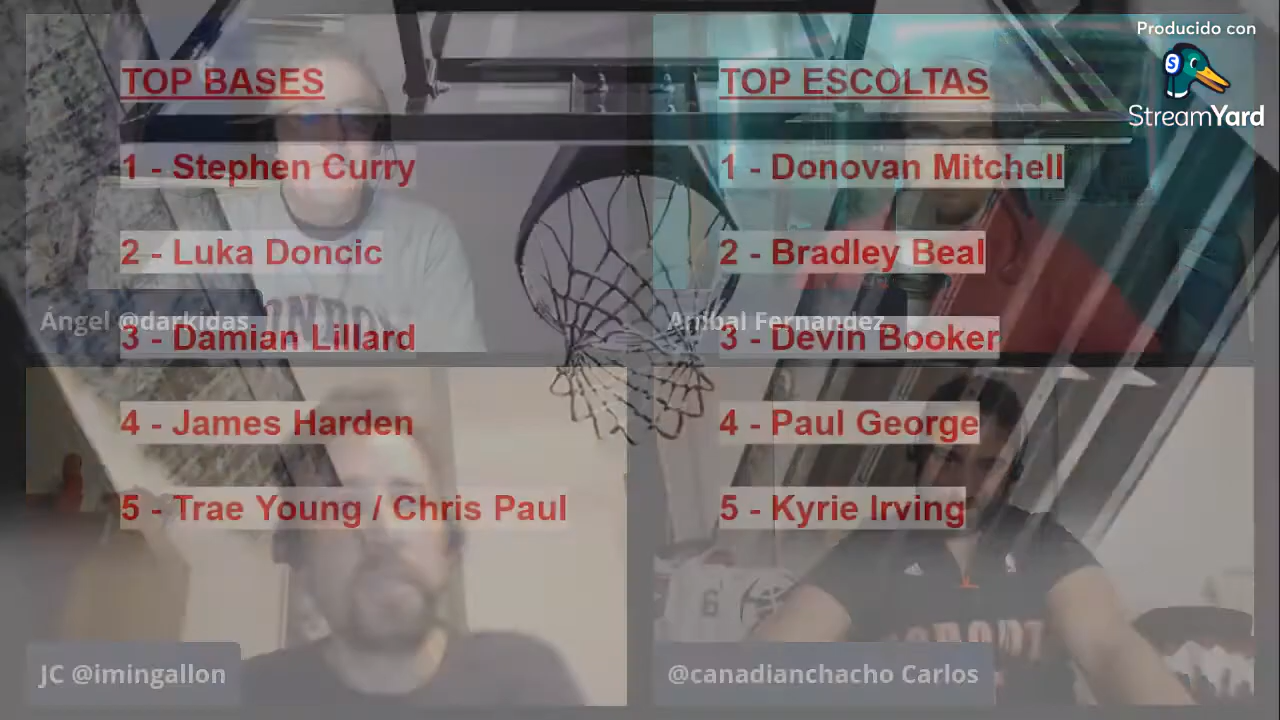 Producido con
StreamYard
TOP BASES
1 - Stephen Curry
2 - Luka Doncic
3 - Damian Lillard
4 - James Harden
5 - Trae Young / Chris Paul
TOP ESCOLTAS
1 - Donovan Mitchell
2 - Bradley Beal
3 - Devin Booker
4 - Paul George
5 - Kyrie Irving
Ángel @darkidas
Anibal Fernandez
JC @imingallon
@canadianchacho Carlos
6